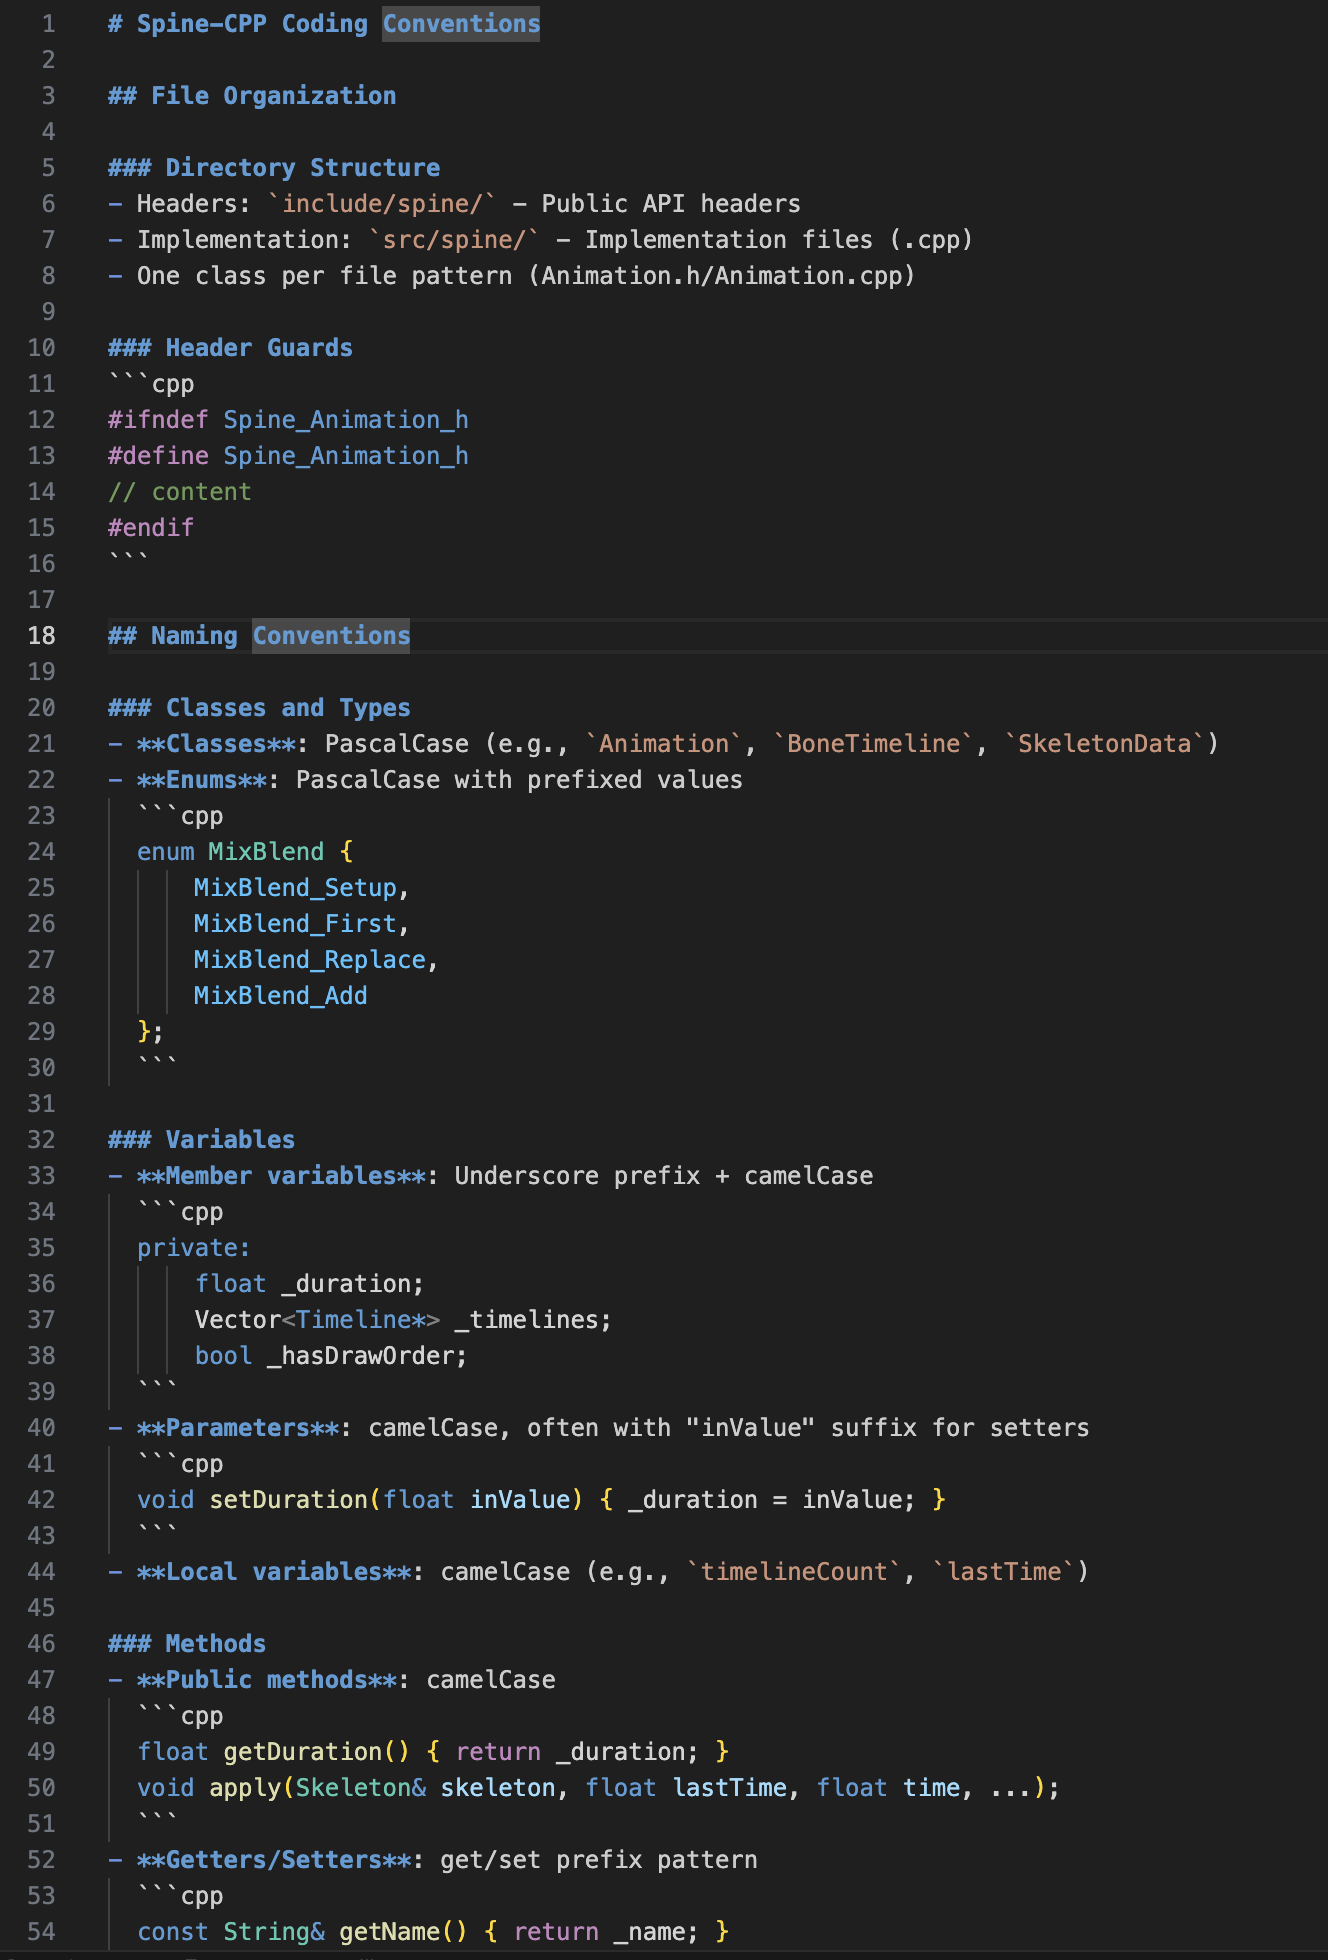 1 # Spine-CPP Coding Conventions
2
3 ## File Organization
4
5 ### Directory Structure
6 - Headers: `include/spine/` - Public API headers
7 - Implementation: `src/spine/` - Implementation files (.cpp)
8 - One class per file pattern (Animation.h/Animation.cpp)
9
10 ### Header Guards
11 ```cpp
12 #ifndef Spine_Animation_h
13 #define Spine_Animation_h
14 // content
15 #endif
16 ```
17
18 ## Naming Conventions
19
20 ### Classes and Types
21 - **Classes**: PascalCase (e.g., `Animation`, `BoneTimeline`, `SkeletonData`)
22 - **Enums**: PascalCase with prefixed values
23   ```cpp
24   enum MixBlend {
25       MixBlend_Setup,
26       MixBlend_First,
27       MixBlend_Replace,
28       MixBlend_Add
29   };
30   ```
31
32 ### Variables
33 - **Member variables**: Underscore prefix + camelCase
34   ```cpp
35   private:
36       float _duration;
37       Vector<Timeline*> _timelines;
38       bool _hasDrawOrder;
39   ```
40 - **Parameters**: camelCase, often with "inValue" suffix for setters
41   ```cpp
42   void setDuration(float inValue) { _duration = inValue; }
43   ```
44 - **Local variables**: camelCase (e.g., `timelineCount`, `lastTime`)
45
46 ### Methods
47 - **Public methods**: camelCase
48   ```cpp
49   float getDuration() { return _duration; }
50   void apply(Skeleton& skeleton, float lastTime, float time, ...);
51   ```
52 - **Getters/Setters**: get/set prefix pattern
53   ```cpp
54   const String& getName() { return _name; }